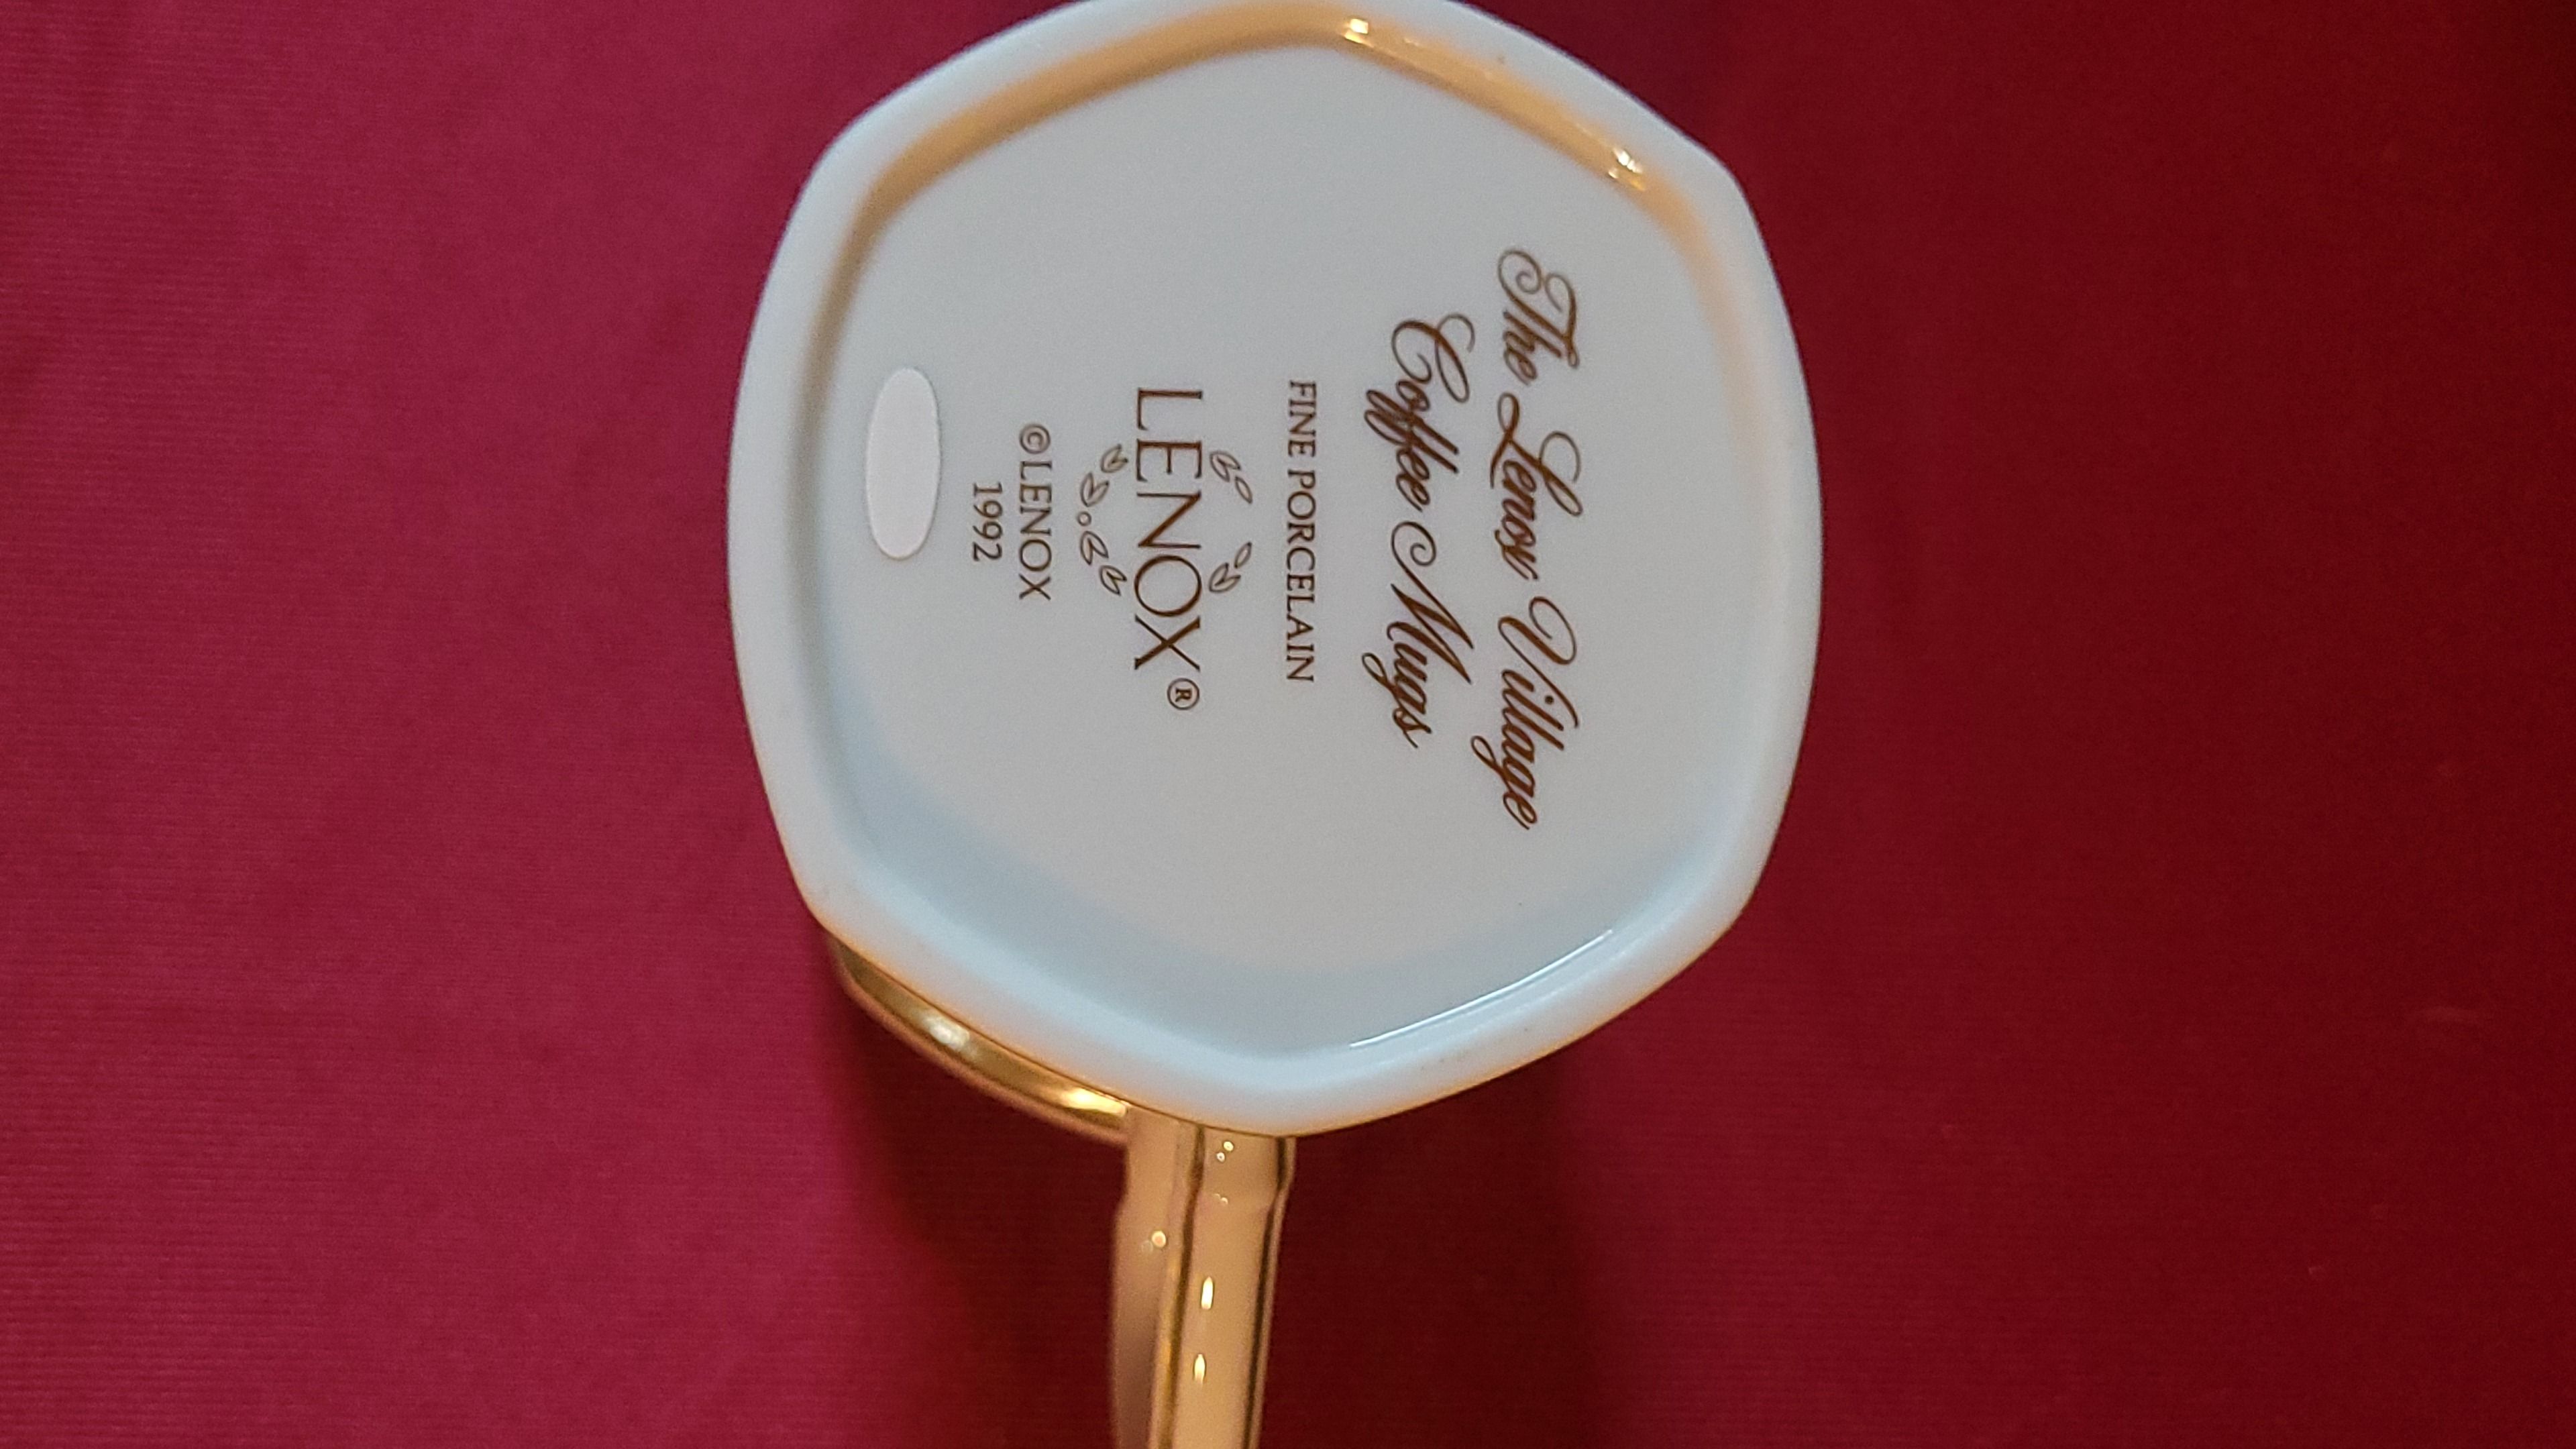 The Lenox Village
Coffee Mugs
FINE PORCELAIN
LENOX®
©LENOX
1992